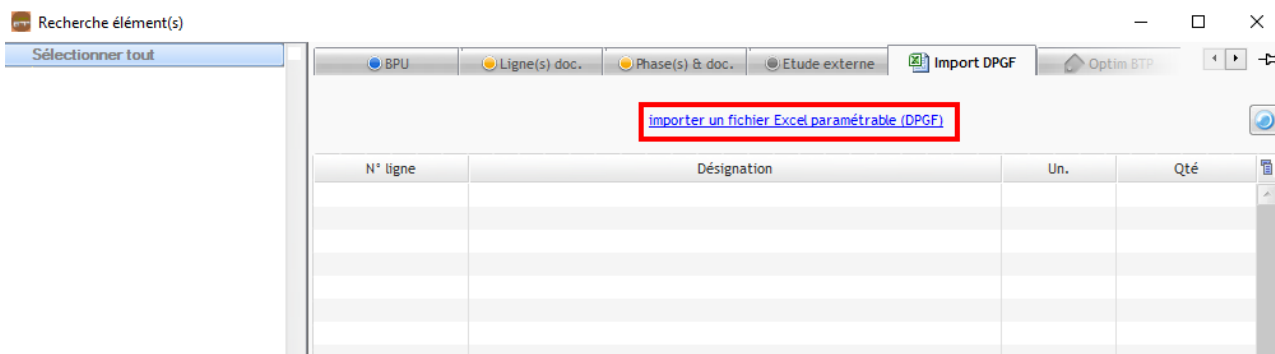 Recherche élément(s)
Sélectionner tout
BPU Ligne(s) doc. Phase(s) & doc. Etude externe Import DPGF Optim BTP
importer un fichier Excel paramétrable (DPGF)
N° ligne Désignation Un. Qté